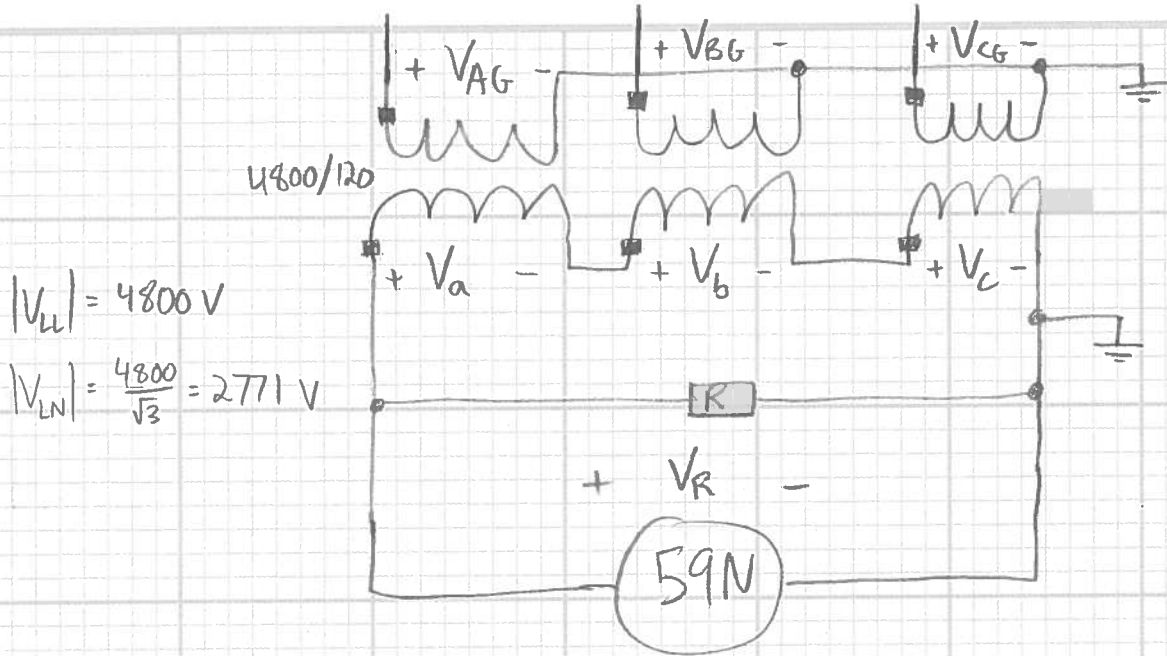 + V_AG - + V_BG - + V_CG -
4800/120
+ V_a - + V_b - + V_c -
|V_LL| = 4800 V
|V_LN| = 4800/√3 = 2771 V
R
+ V_R -
59N